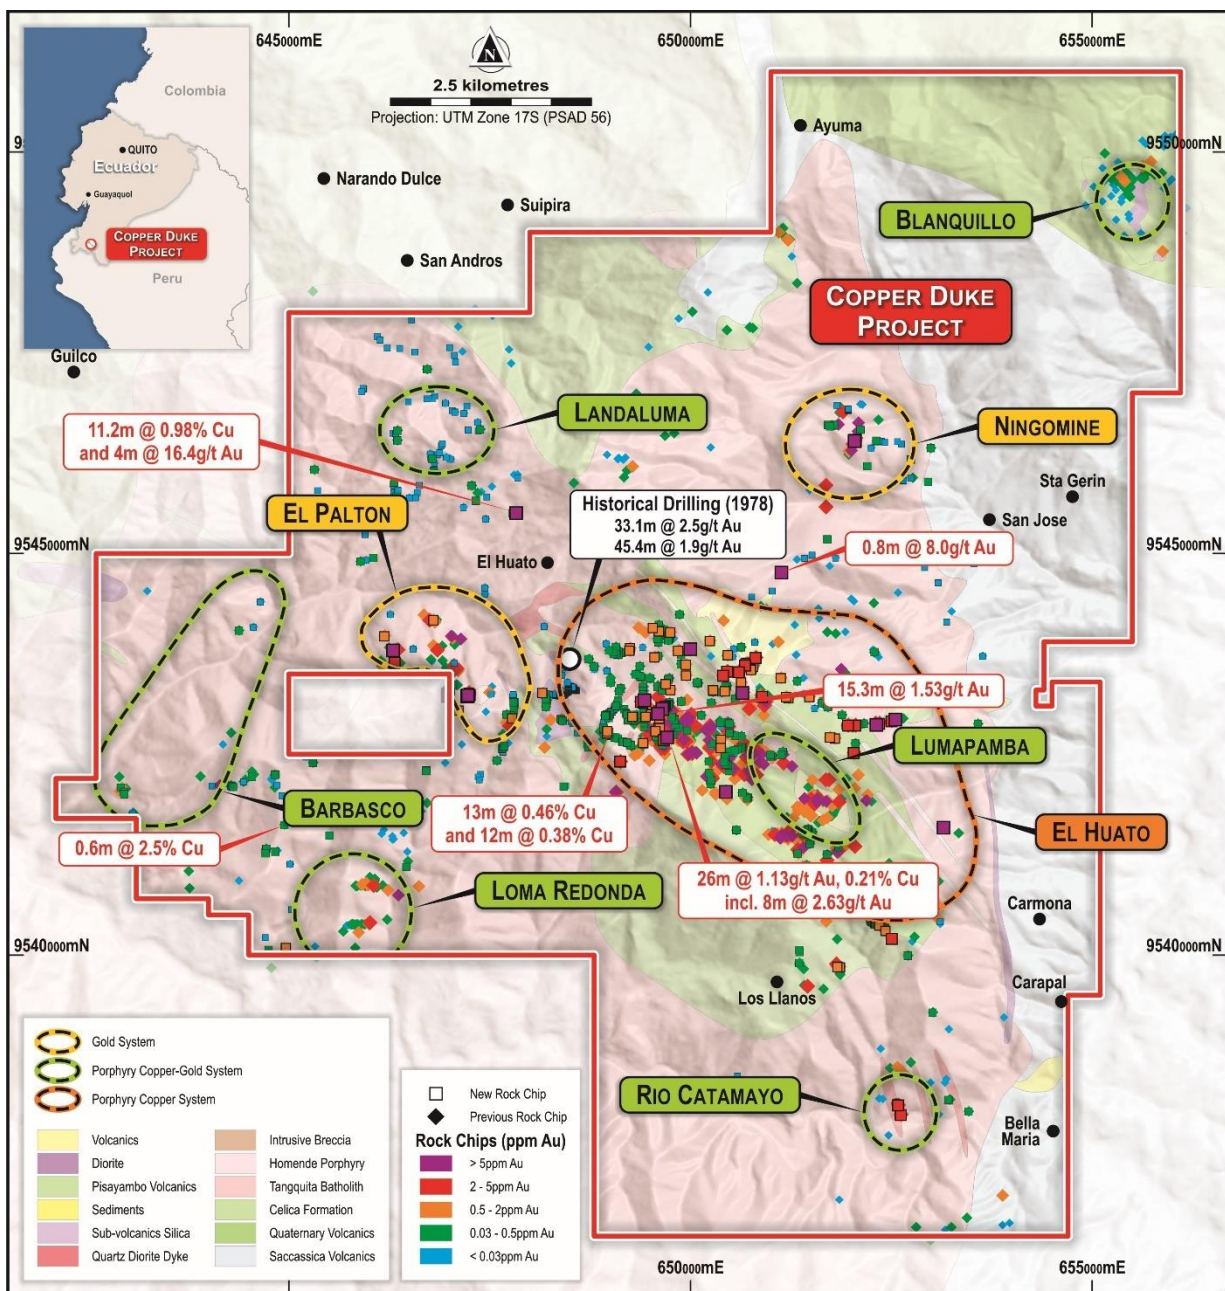 645000mE
650000mE
655000mE
Colombia
QUITO
Ecuador
Guayaquol
COPPER DUKE
PROJECT
Peru
N
2.5 kilometres
Projection: UTM Zone 17S (PSAD 56)
Ayuma
9550000mN
Narando Dulce
Suipira
BLANQUILLO
San Andros
COPPER DUKE
PROJECT
Guilco
LANDALUMA
NINGOMINE
11.2m @ 0.98% Cu
and 4m @ 16.4g/t Au
Sta Gerin
EL PALTON
Historical Drilling (1978)
33.1m @ 2.5g/t Au
45.4m @ 1.9g/t Au
San Jose
9545000mN
9545000mN
El Huato
0.8m @ 8.0g/t Au
15.3m @ 1.53g/t Au
LUMAPAMBA
BARBASCO
13m @ 0.46% Cu
and 12m @ 0.38% Cu
EL HUATO
0.6m @ 2.5% Cu
LOMA REDONDA
26m @ 1.13g/t Au, 0.21% Cu
incl. 8m @ 2.63g/t Au
Carmona
9540000mN
9540000mN
Los Llanos
Carapal
RIO CATAMAYO
Bella
Maria
Gold System
Porphyry Copper-Gold System
Porphyry Copper System
Volcanics
Diorite
Pisayambo Volcanics
Sediments
Sub-volcanics Silica
Quartz Diorite Dyke
Intrusive Breccia
Homende Porphyry
Tangquita Batholith
Celica Formation
Quaternary Volcanics
Saccassica Volcanics
New Rock Chip
Previous Rock Chip
Rock Chips (ppm Au)
> 5ppm Au
2 - 5ppm Au
0.5 - 2ppm Au
0.03 - 0.5ppm Au
< 0.03ppm Au
650000mE
655000mE